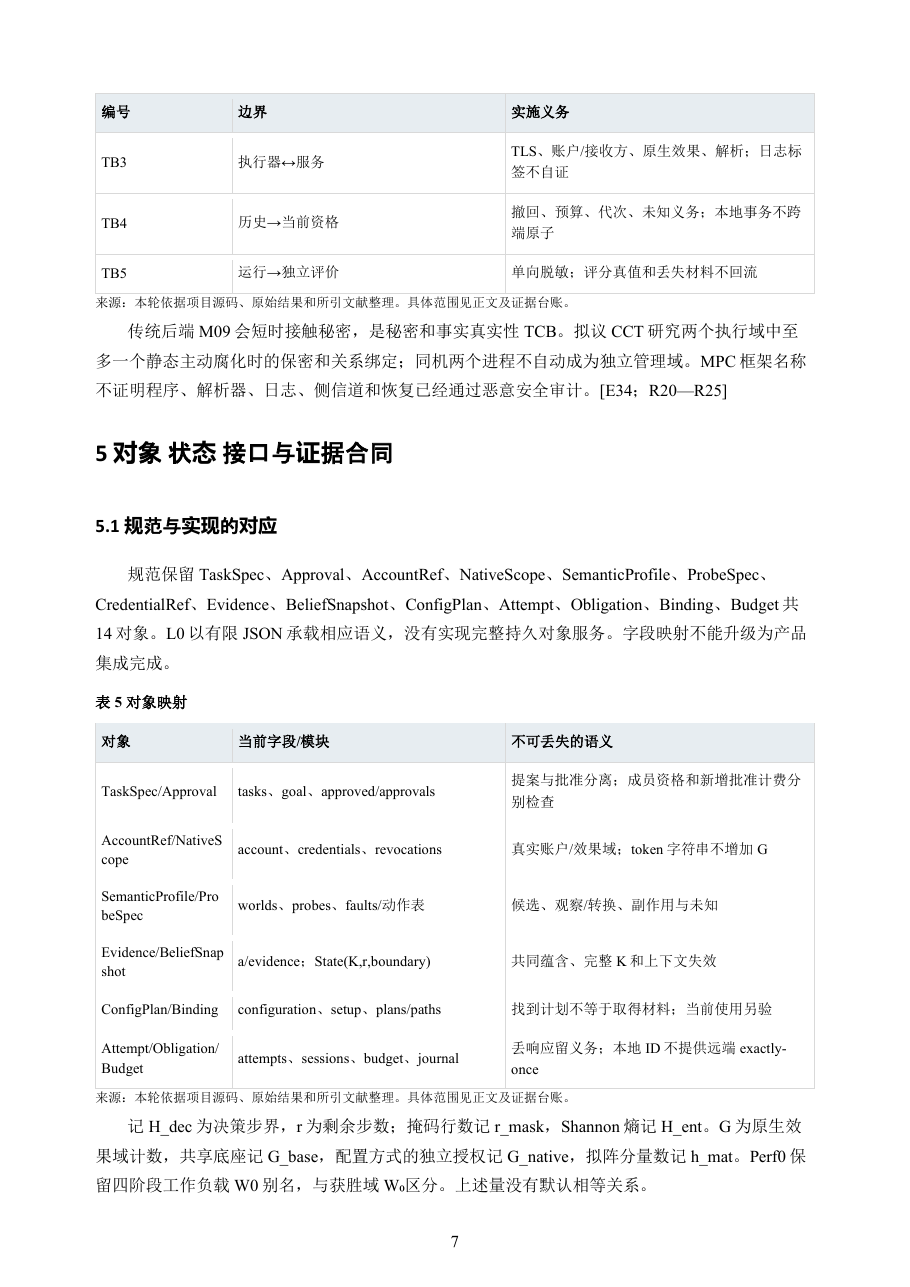 编号 边界 实施义务
TB3 执行器↔服务 TLS、账户/接收方、原生效果、解析；日志标
签不自证
TB4 历史→当前资格 撤回、预算、代次、未知义务；本地事务不跨
端原子
TB5 运行→独立评价 单向脱敏；评分真值和丢失材料不回流
来源：本轮依据项目源码、原始结果和所引文献整理。具体范围见正文及证据台账。
传统后端 M09 会短时接触秘密，是秘密和事实真实性 TCB。拟议 CCT 研究两个执行域中至
多一个静态主动腐化时的保密和关系绑定；同机两个进程不自动成为独立管理域。MPC 框架名称
不证明程序、解析器、日志、侧信道和恢复已经通过恶意安全审计。[E34；R20—R25]
5 对象 状态 接口与证据合同
5.1 规范与实现的对应
规范保留 TaskSpec、Approval、AccountRef、NativeScope、SemanticProfile、ProbeSpec、
CredentialRef、Evidence、BeliefSnapshot、ConfigPlan、Attempt、Obligation、Binding、Budget 共
14 对象。L0 以有限 JSON 承载相应语义，没有实现完整持久对象服务。字段映射不能升级为产品
集成完成。
表 5 对象映射
对象 当前字段/模块 不可丢失的语义
TaskSpec/Approval tasks、goal、approved/approvals 提案与批准分离；成员资格和新增批准计费分
别检查
AccountRef/NativeS
cope account、credentials、revocations 真实账户/效果域；token 字符串不增加 G
SemanticProfile/Pro
beSpec worlds、probes、faults/动作表 候选、观察/转换、副作用与未知
Evidence/BeliefSnap
shot a/evidence；State(K,r,boundary) 共同蕴含、完整 K 和上下文失效
ConfigPlan/Binding configuration、setup、plans/paths 找到计划不等于取得材料；当前使用另验
Attempt/Obligation/
Budget attempts、sessions、budget、journal 丢响应留义务；本地 ID 不提供远端 exactly-
once
来源：本轮依据项目源码、原始结果和所引文献整理。具体范围见正文及证据台账。
记 H_dec 为决策步界，r 为剩余步数；掩码行数记 r_mask，Shannon 熵记 H_ent。G 为原生效
果域计数，共享底座记 G_base，配置方式的独立授权记 G_native，拟阵分量数记 h_mat。Perf0 保
留四阶段工作负载 W0 别名，与获胜域 W₀区分。上述量没有默认相等关系。
7